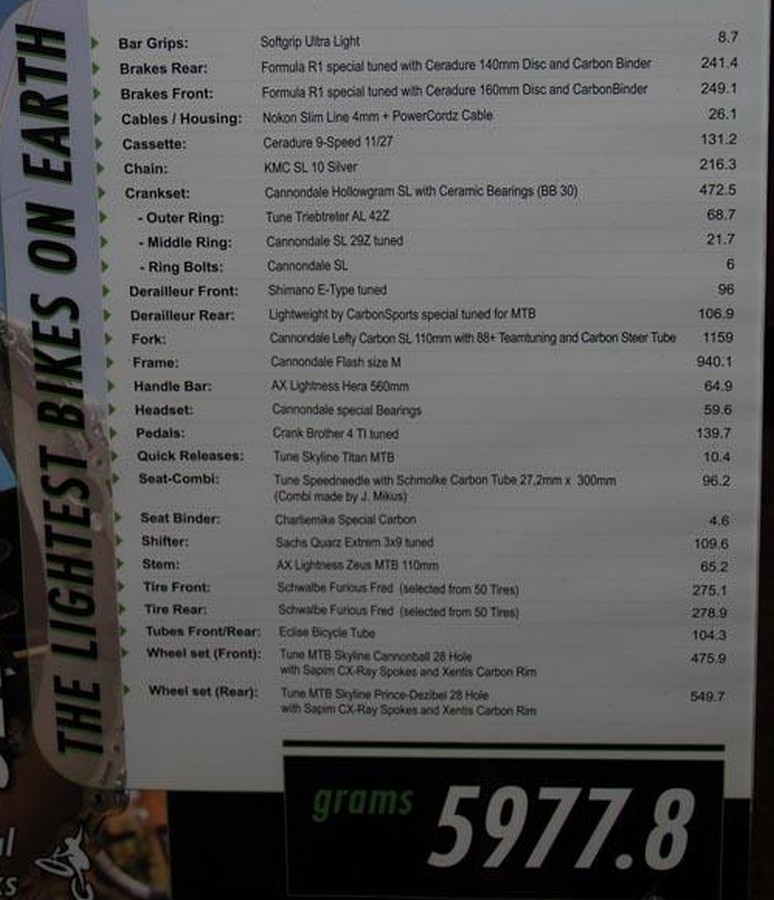 THE LIGHTEST BIKES ON EARTH
Bar Grips: Softgrip Ultra Light 8.7
Brakes Rear: Formula R1 special tuned with Ceradure 140mm Disc and Carbon Binder 241.4
Brakes Front: Formula R1 special tuned with Ceradure 160mm Disc and CarbonBinder 249.1
Cables / Housing: Nokon Slim Line 4mm + PowerCordz Cable 26.1
Cassette: Ceradure 9-Speed 11/27 131.2
Chain: KMC SL 10 Silver 216.3
Crankset: Cannondale Hollowgram SL with Ceramic Bearings (BB 30) 472.5
- Outer Ring: Tune Triebtreter AL 42Z 68.7
- Middle Ring: Cannondale SL 29Z tuned 21.7
- Ring Bolts: Cannondale SL 6
Derailleur Front: Shimano E-Type tuned 96
Derailleur Rear: Lightweight by CarbonSports special tuned for MTB 106.9
Fork: Cannondale Lefty Carbon SL 110mm with 88+ Teamtuning and Carbon Steer Tube 1159
Frame: Cannondale Flash size M 940.1
Handle Bar: AX Lightness Hera 560mm 64.9
Headset: Cannondale special Bearings 59.6
Pedals: Crank Brother 4 TI tuned 139.7
Quick Releases: Tune Skyline Titan MTB 10.4
Seat-Combi: Tune Speedneedle with Schmolke Carbon Tube 27,2mm x 300mm 96.2
(Combi made by J. Mikus)
Seat Binder: Charliemike Special Carbon 4.6
Shifter: Sachs Quarz Extrem 3x9 tuned 109.6
Stem: AX Lightness Zeus MTB 110mm 65.2
Tire Front: Schwalbe Furious Fred (selected from 50 Tires) 275.1
Tire Rear: Schwalbe Furious Fred (selected from 50 Tires) 278.9
Tubes Front/Rear: Eclise Bicycle Tube 104.3
Wheel set (Front): Tune MTB Skyline Cannonball 28 Hole 475.9
with Sapim CX-Ray Spokes and Xentis Carbon Rim
Wheel set (Rear): Tune MTB Skyline Prince-Dezibel 28 Hole 549.7
with Sapim CX-Ray Spokes and Xentis Carbon Rim
grams 5977.8